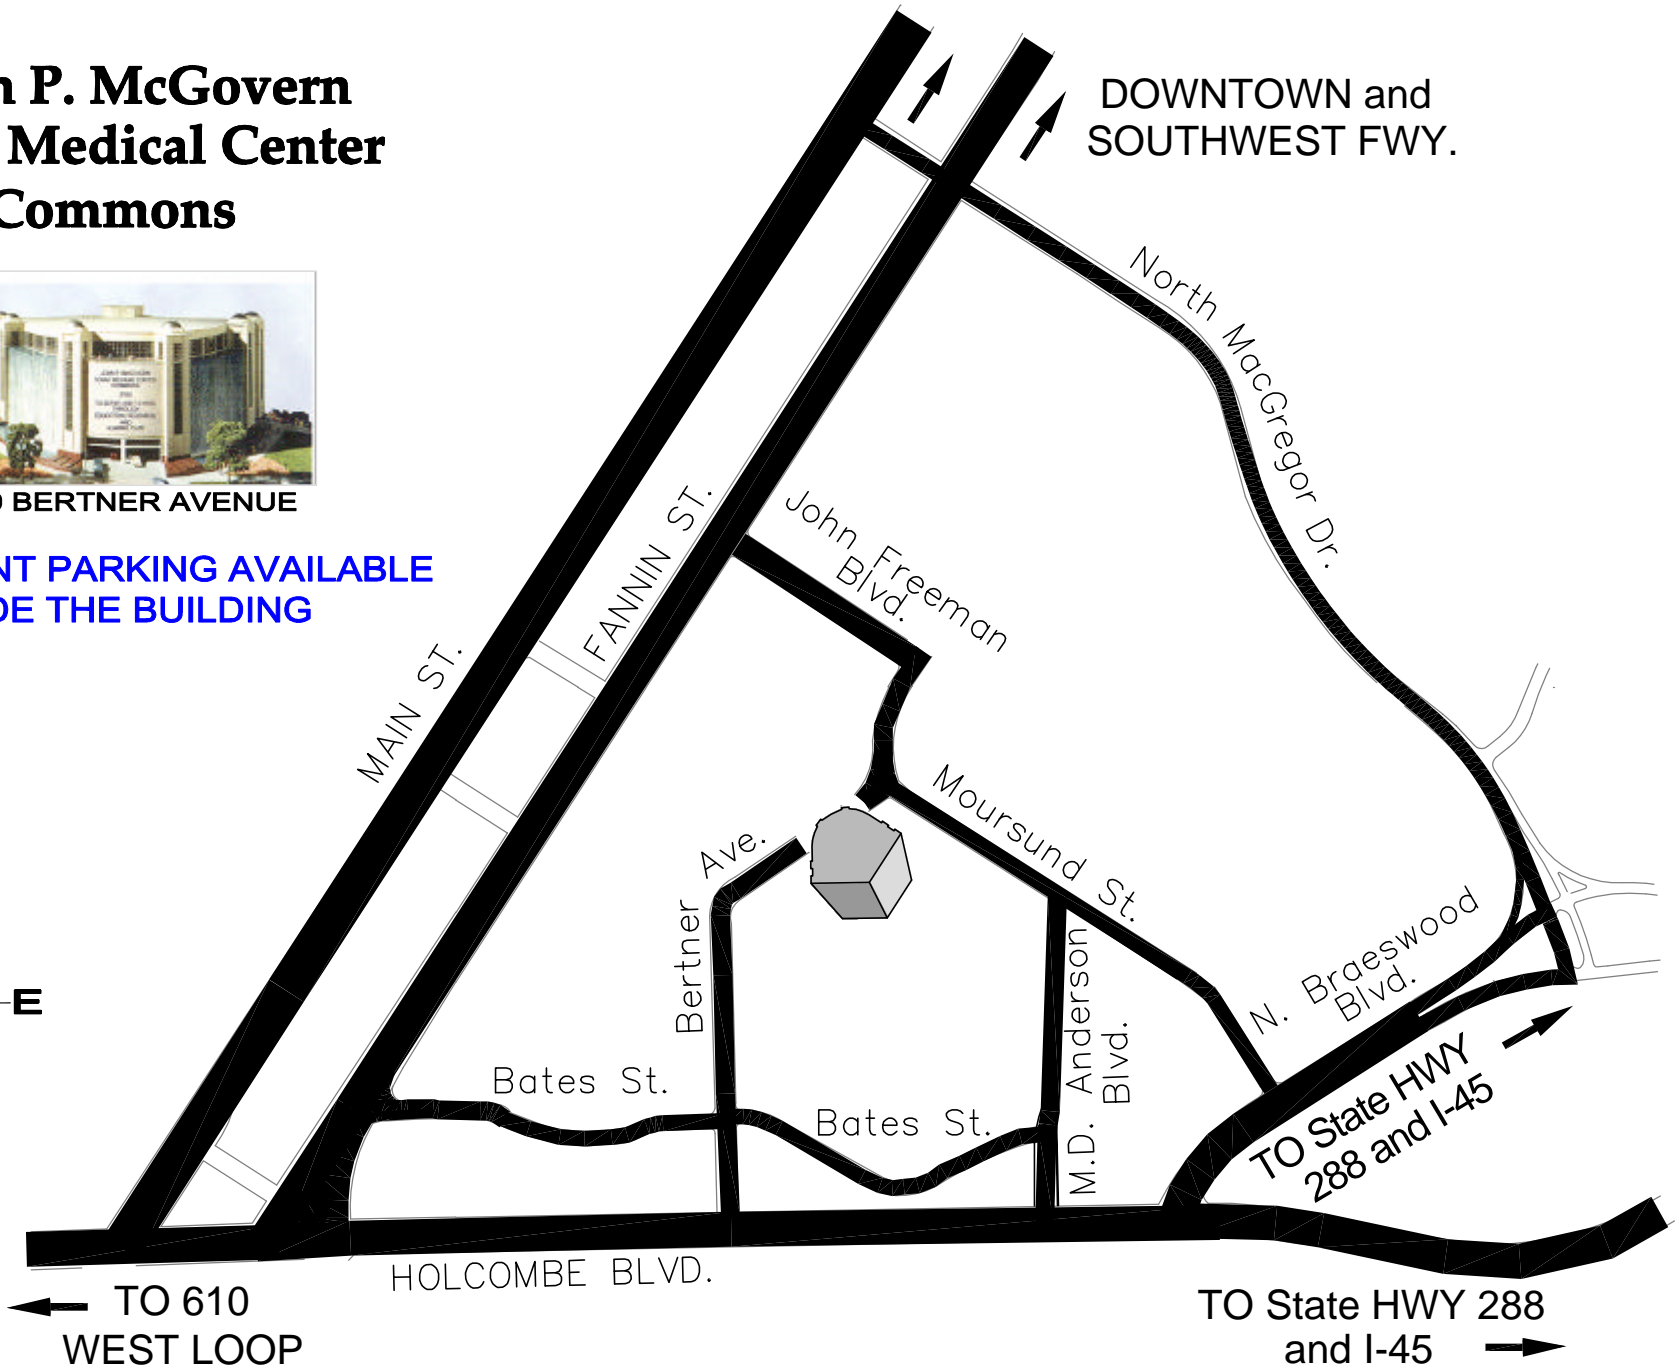 n P. McGovern
Medical Center
Commons
BERTNER AVENUE
NT PARKING AVAILABLE
DE THE BUILDING
DOWNTOWN and
SOUTHWEST FWY.
North MacGregor Dr.
John Freeman
Blvd.
FANNIN ST.
MAIN ST.
Moursund St.
Bertner Ave.
M.D. Anderson
Blvd.
N. Braeswood
Blvd.
E
Bates St.
Bates St.
TO State HWY
288 and I-45
HOLCOMBE BLVD.
TO 610
WEST LOOP
TO State HWY 288
and I-45